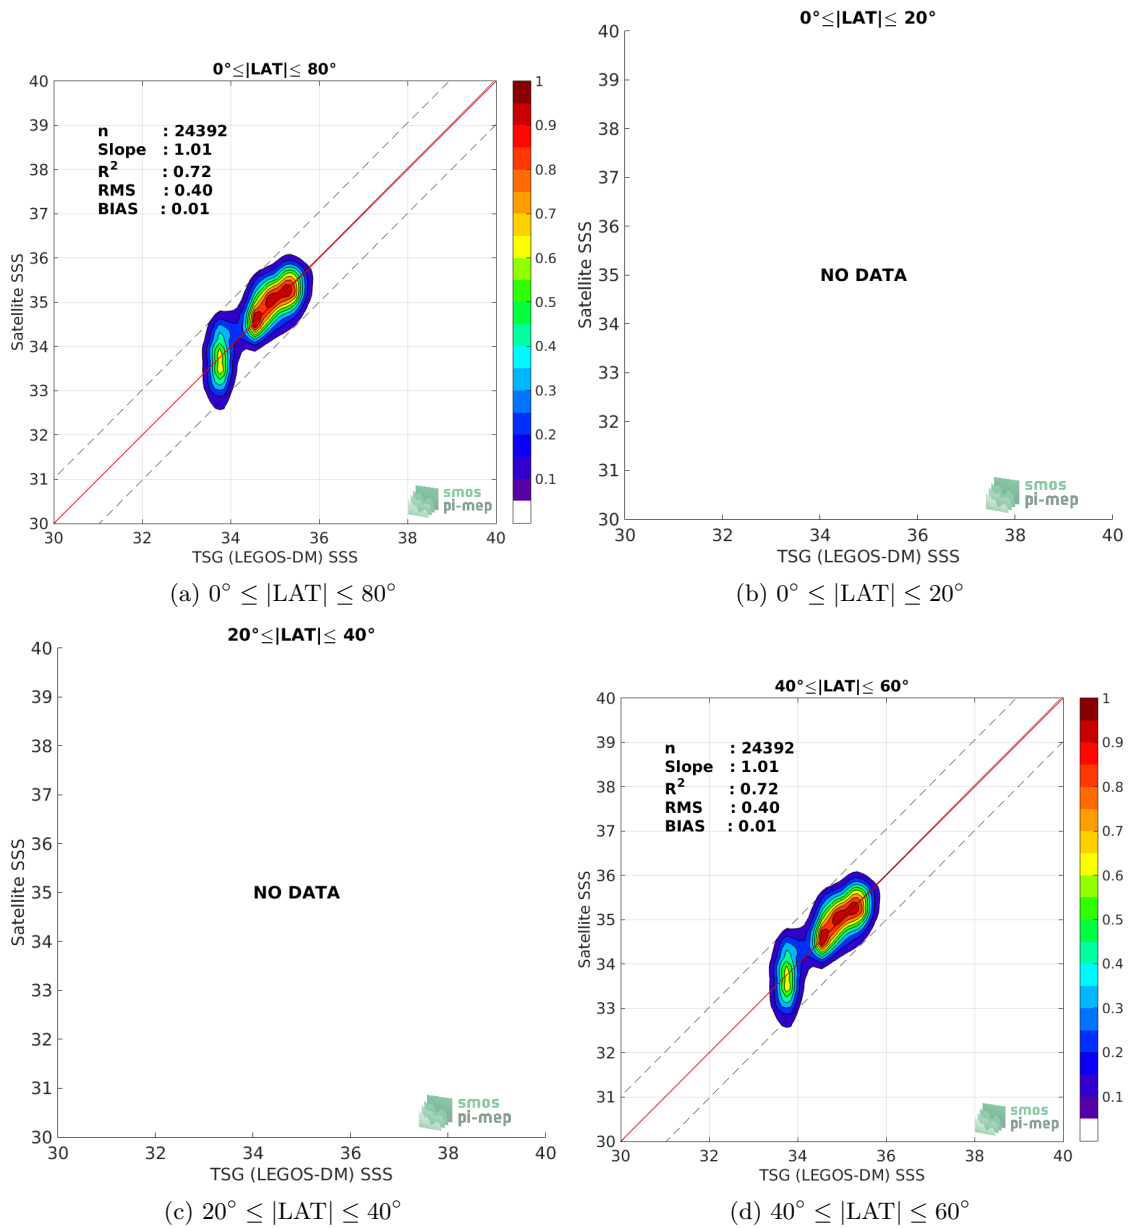 0°≤|LAT|≤ 80°
40
39
38
37
36
35
34
33
32
31
30
Satellite SSS
n : 24392
Slope : 1.01
R² : 0.72
RMS : 0.40
BIAS : 0.01
smos
pi-mep
30 32 34 36 38 40
TSG (LEGOS-DM) SSS
1
0.9
0.8
0.7
0.6
0.5
0.4
0.3
0.2
0.1
(a) 0° ≤ |LAT| ≤ 80°
0°≤|LAT|≤ 20°
40
39
38
37
36
35
34
33
32
31
30
Satellite SSS
NO DATA
smos
pi-mep
30 32 34 36 38 40
TSG (LEGOS-DM) SSS
(b) 0° ≤ |LAT| ≤ 20°
20°≤|LAT|≤ 40°
40
39
38
37
36
35
34
33
32
31
30
Satellite SSS
NO DATA
smos
pi-mep
30 32 34 36 38 40
TSG (LEGOS-DM) SSS
(c) 20° ≤ |LAT| ≤ 40°
40°≤|LAT|≤ 60°
40
39
38
37
36
35
34
33
32
31
30
Satellite SSS
n : 24392
Slope : 1.01
R² : 0.72
RMS : 0.40
BIAS : 0.01
smos
pi-mep
30 32 34 36 38 40
TSG (LEGOS-DM) SSS
1
0.9
0.8
0.7
0.6
0.5
0.4
0.3
0.2
0.1
(d) 40° ≤ |LAT| ≤ 60°